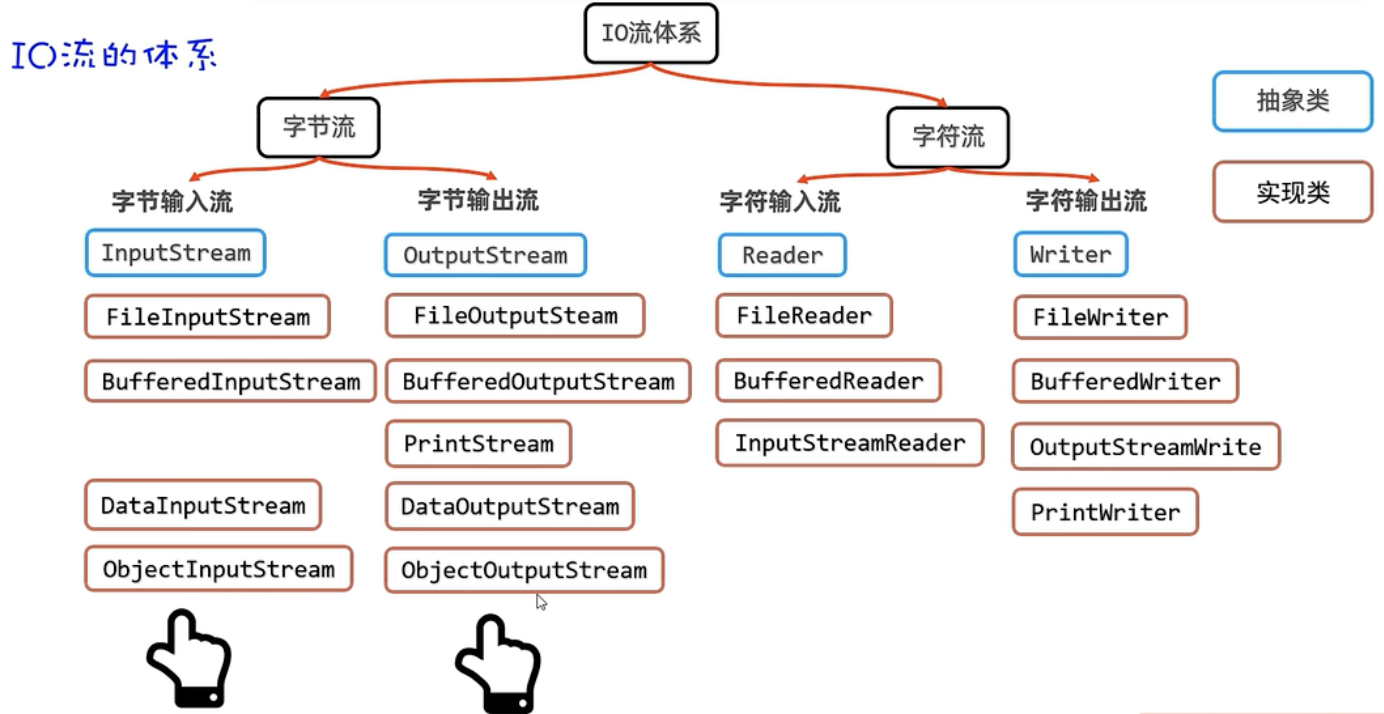 IO流体系
IO流的体系
抽象类
字节流
字符流
实现类
字节输入流
字节输出流
字符输入流
字符输出流
InputStream
OutputStream
Reader
Writer
FileInputStream
FileOutputSteam
FileReader
FileWriter
BufferedInputStream
BufferedOutputStream
BufferedReader
BufferedWriter
PrintStream
InputStreamReader
OutputStreamWrite
DataInputStream
DataOutputStream
PrintWriter
ObjectInputStream
ObjectOutputStream